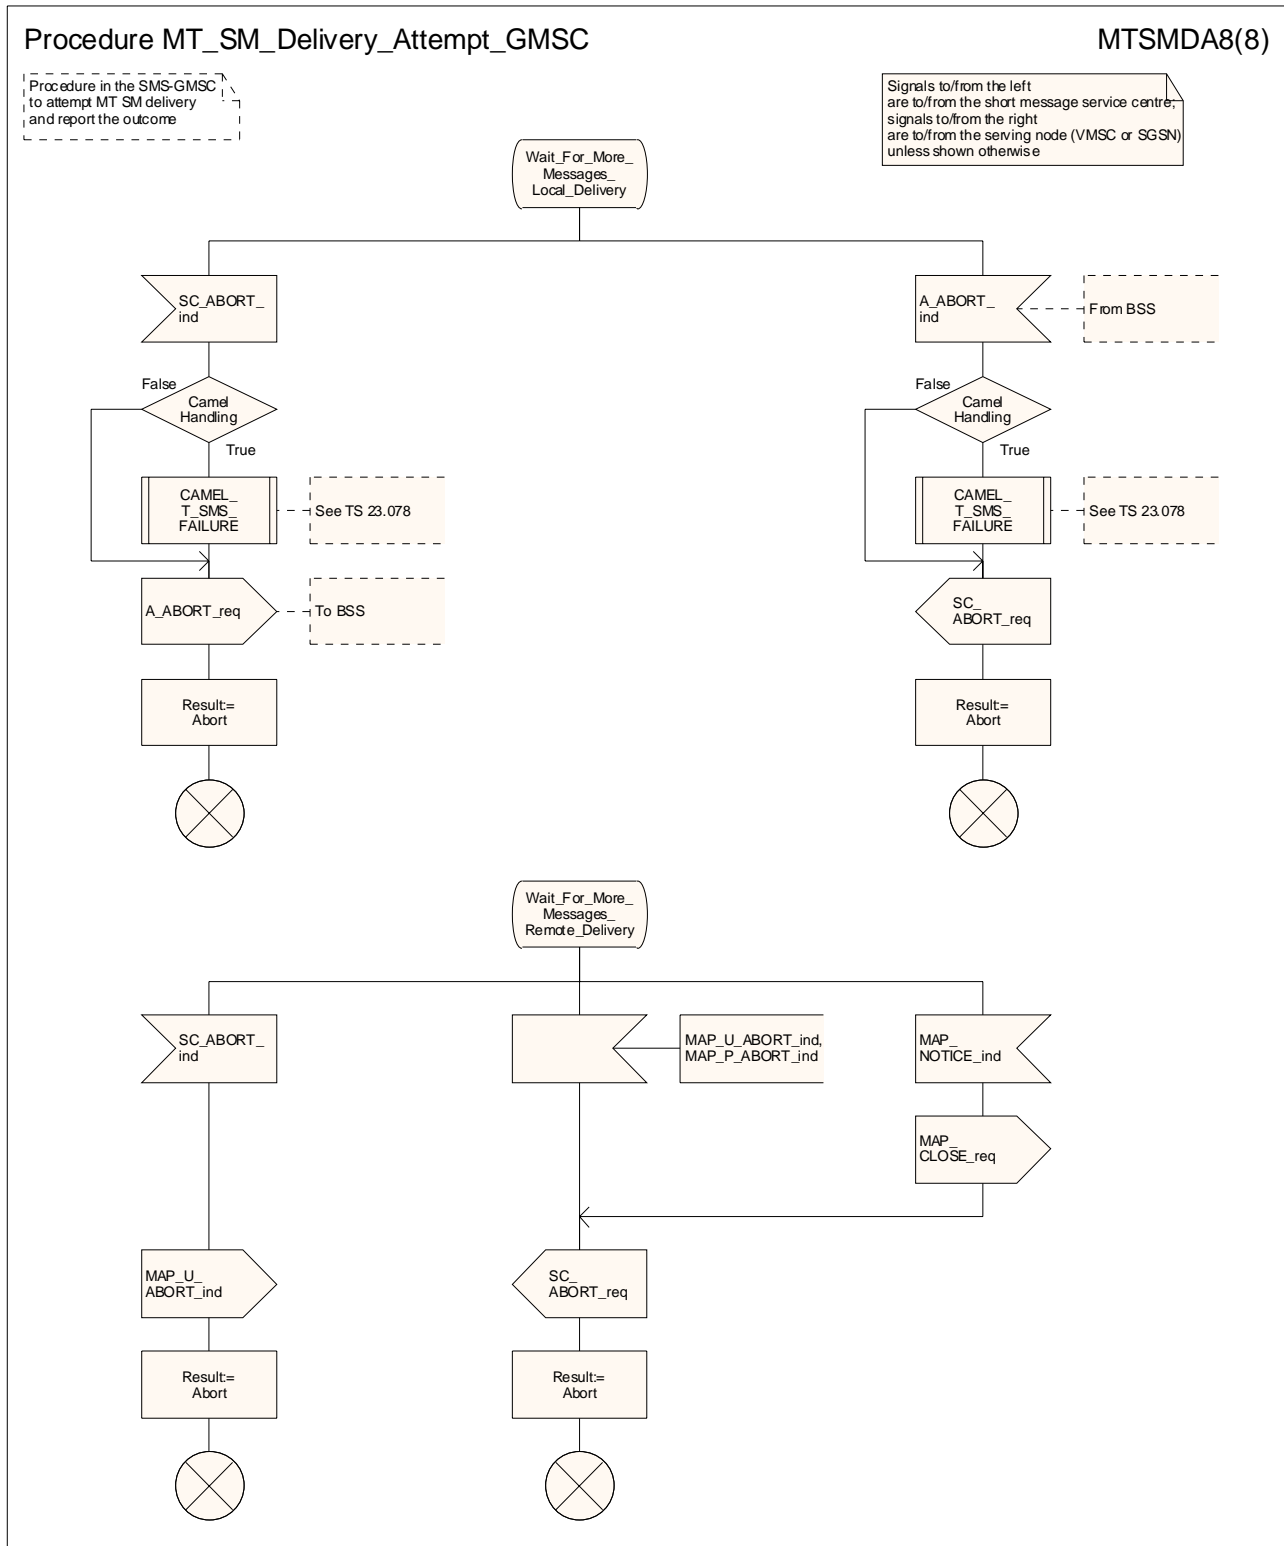 Procedure MT_SM_Delivery_Attempt_GMSC
MTSMDA8(8)
Procedure in the SMS-GMSC
to attempt MT SM delivery
and report the outcome
Signals to/from the left
are to/from the short message service centre;
signals to/from the right
are to/from the serving node (VMSC or SGSN)
unless shown otherwise
Wait_For_More_
Messages_
Local_Delivery
SC_ABORT_
ind
A_ABORT_
ind
From BSS
False
Camel
Handling
True
False
Camel
Handling
True
CAMEL_
T_SMS_
FAILURE
See TS 23.078
CAMEL_
T_SMS_
FAILURE
See TS 23.078
A_ABORT_req
To BSS
SC_
ABORT_req
Result:=
Abort
Result:=
Abort
Wait_For_More_
Messages_
Remote_Delivery
SC_ABORT_
ind
MAP_U_ABORT_ind,
MAP_P_ABORT_ind
MAP_
NOTICE_ind
MAP_
CLOSE_req
MAP_U_
ABORT_ind
SC_
ABORT_req
Result:=
Abort
Result:=
Abort